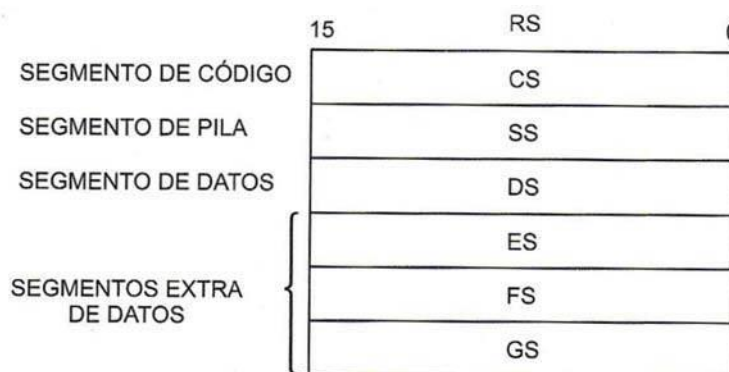 15 RS
SEGMENTO DE CÓDIGO CS
SEGMENTO DE PILA SS
SEGMENTO DE DATOS DS
ES
SEGMENTOS EXTRA
DE DATOS
FS
GS